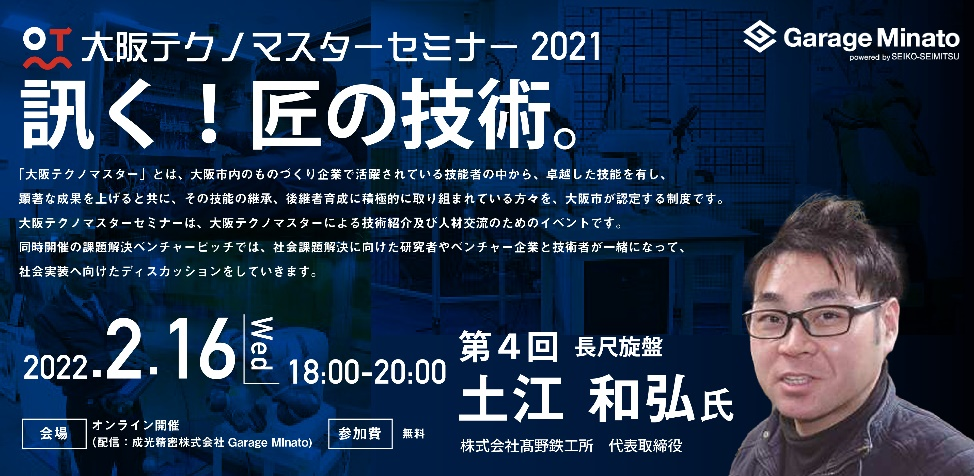 OT 大阪テクノマスターセミナー 2021
Garage Minato
powered by SEIKO-SEIMITSU
訊く！匠の技術。
「大阪テクノマスター」とは、大阪市内のものづくり企業で活躍されている技能者の中から、卓越した技能を有し、
顕著な成果を上げると共に、その技能の継承、後継者育成に積極的に取り組まれている方々を、大阪市が認定する制度です。
大阪テクノマスターセミナーは、大阪テクノマスターによる技術紹介及び人材交流のためのイベントです。
同時開催の課題解決ベンチャーピッチでは、社会課題解決に向けた研究者やベンチャー企業と技術者が一緒になって、
社会実装へ向けたディスカッションをしていきます。
2022.2.16 Wed 18:00-20:00
第4回 長尺旋盤
土江 和弘氏
株式会社髙野鉄工所 代表取締役
会場 オンライン開催
（配信：成光精密株式会社 Garage MInato）
参加費 無料